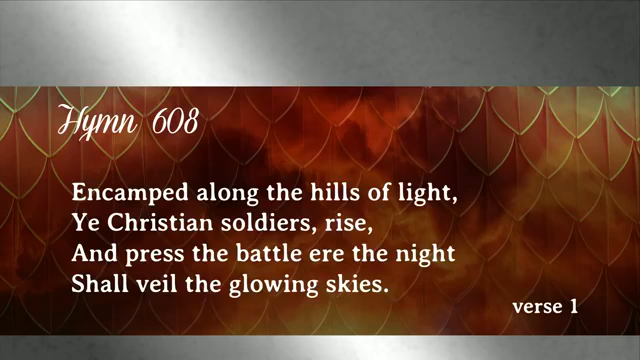 Hymn 608
Encamped along the hills of light,
Ye Christian soldiers, rise,
And press the battle ere the night
Shall veil the glowing skies.
verse 1